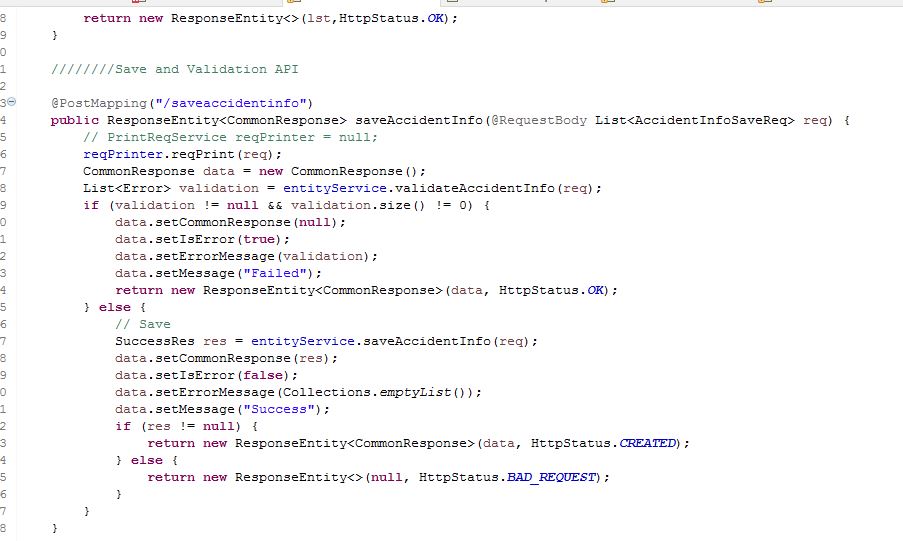 8        return new ResponseEntity<>(lst,HttpStatus.OK);
9    }
0
1    ////////Save and Validation API
2
3    @PostMapping("/saveaccidentinfo")
4    public ResponseEntity<CommonResponse> saveAccidentInfo(@RequestBody List<AccidentInfoSaveReq> req) {
5        // PrintReqService reqPrinter = null;
6        reqPrinter.reqPrint(req);
7        CommonResponse data = new CommonResponse();
8        List<Error> validation = entityService.validateAccidentInfo(req);
9        if (validation != null && validation.size() != 0) {
0            data.setCommonResponse(null);
1            data.setIsError(true);
2            data.setErrorMessage(validation);
3            data.setMessage("Failed");
4            return new ResponseEntity<CommonResponse>(data, HttpStatus.OK);
5        } else {
6            // Save
7            SuccessRes res = entityService.saveAccidentInfo(req);
8            data.setCommonResponse(res);
9            data.setIsError(false);
0            data.setErrorMessage(Collections.emptyList());
1            data.setMessage("Success");
2            if (res != null) {
3                return new ResponseEntity<CommonResponse>(data, HttpStatus.CREATED);
4            } else {
5                return new ResponseEntity<>(null, HttpStatus.BAD_REQUEST);
6            }
7        }
8    }